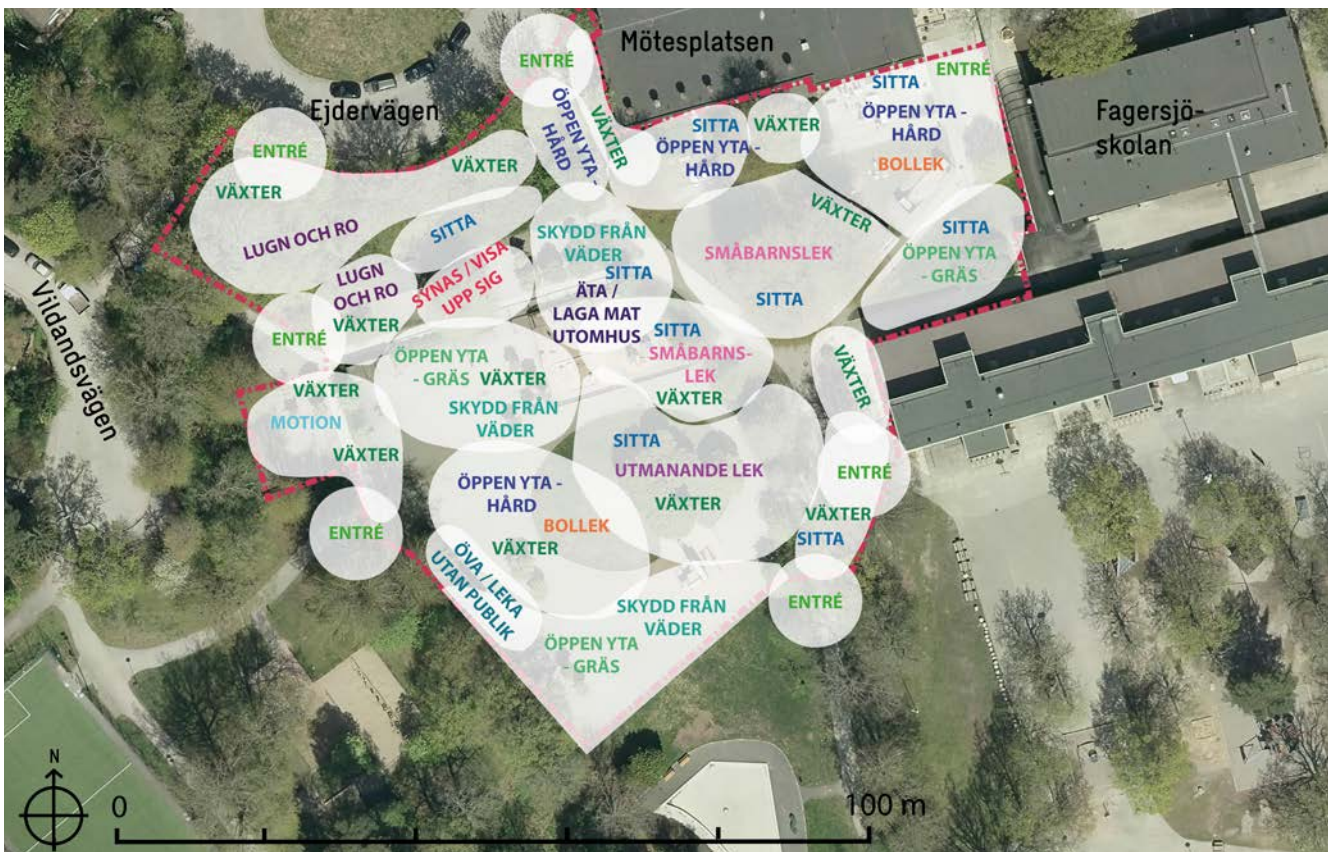 Mötesplatsen
ENTRÉ
ENTRÉ
SITTA
Ejdervägen
ÖPPEN YTA -
HÅRD
VÄXTER
SITTA
VÄXTER
ÖPPEN YTA -
HÅRD
Fagersjö-
skolan
ÖPPEN YTA -
HÅRD
BOLLEK
ENTRÉ
VÄXTER
VÄXTER
VÄXTER
LUGN OCH RO
SITTA
SKYDD FRÅN
VÄDER
SITTA
SMÅBARNSLEK
SITTA
SITTA
ÖPPEN YTA
- GRÄS
LUGN
OCH RO
VÄXTER
SYNAS / VISA
UPP SIG
ÄTA /
LAGA MAT
UTOMHUS
Vildandsvägen
ENTRÉ
SITTA
SMÅBARNS-
LEK
VÄXTER
ÖPPEN YTA
- GRÄS
VÄXTER
SKYDD FRÅN
VÄDER
VÄXTER
VÄXTER
MOTION
VÄXTER
SITTA
UTMANANDE LEK
VÄXTER
ENTRÉ
ÖPPEN YTA -
HÅRD
BOLLEK
VÄXTER
VÄXTER
SITTA
ENTRÉ
ÖVA / LEKA
UTAN PUBLIK
SKYDD FRÅN
VÄDER
ENTRÉ
ÖPPEN YTA
- GRÄS
N
0
100 m